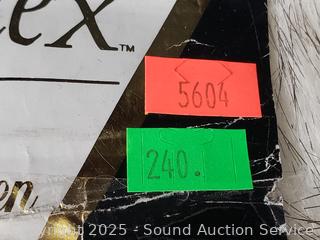 ex™
5604
240.
en
Copyright 2025 - Sound Auction Service